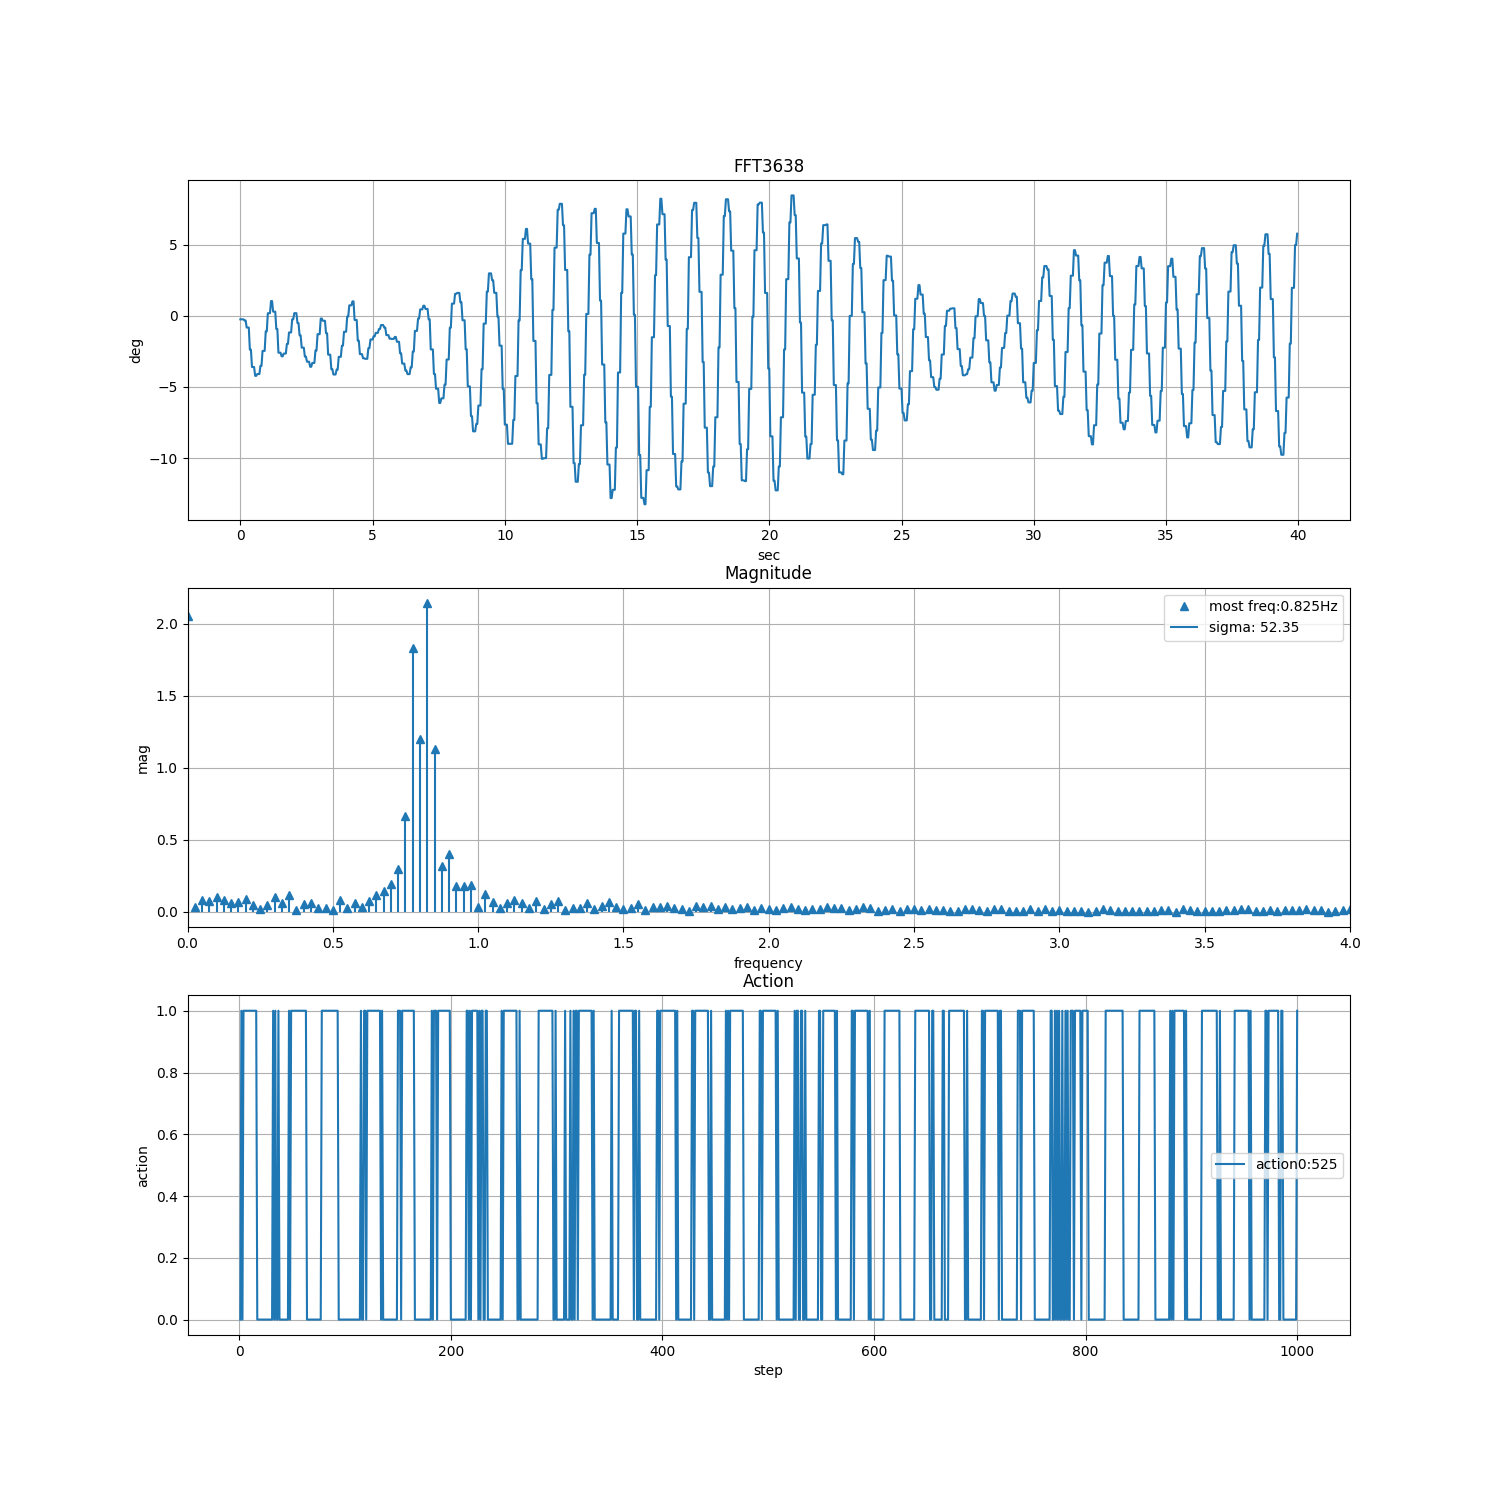 FFT3638
5
0
−5
−10
deg
0 5 10 15 20 25 30 35 40
sec
Magnitude
most freq:0.825Hz
sigma: 52.35
2.0
1.5
1.0
0.5
0.0
mag
0.0 0.5 1.0 1.5 2.0 2.5 3.0 3.5 4.0
frequency
Action
1.0
0.8
0.6
0.4
0.2
0.0
action
action0:525
0 200 400 600 800 1000
step